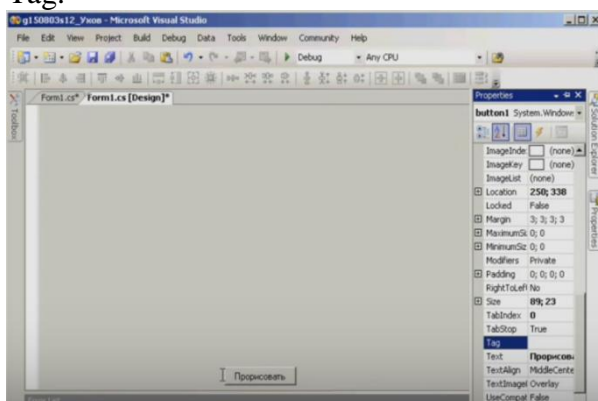 Tag:
g150803s12_Ухов - Microsoft Visual Studio
File Edit View Project Build Debug Data Tools Window Community Help
Debug Any CPU
Form1.cs* Form1.cs [Design]*
Toolbox
Properties
button1 System.Window
ImageInde: (none)
ImageKey (none)
ImageList (none)
Location 250; 338
Locked False
Margin 3; 3; 3; 3
MaximumSi 0; 0
MinimumSiz 0; 0
Modifiers Private
Padding 0; 0; 0; 0
RightToLeft No
Size 89; 23
TabIndex 0
TabStop True
Tag
Text Прорисова
TextAlign MiddleCente
TextImageI Overlay
UseCompat False
Прорисовать
Solution Explorer
Properties